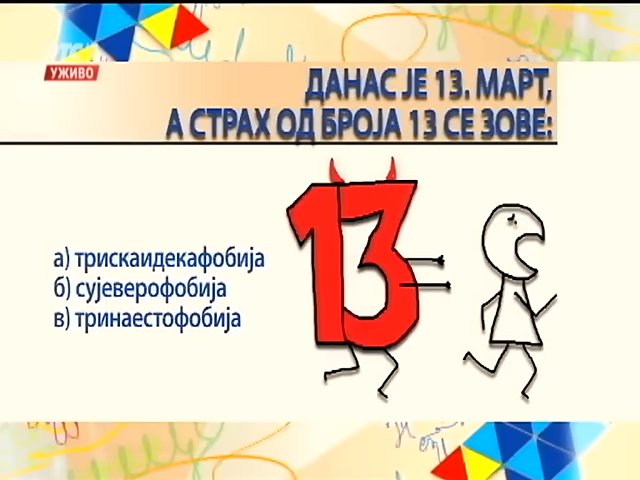 УЖИВО
ДАНАС ЈЕ 13. МАРТ,
А СТРАХ ОД БРОЈА 13 СЕ ЗОВЕ:
13
а) трискаидекафобија
б) сујеверофобија
в) тринаестофобија